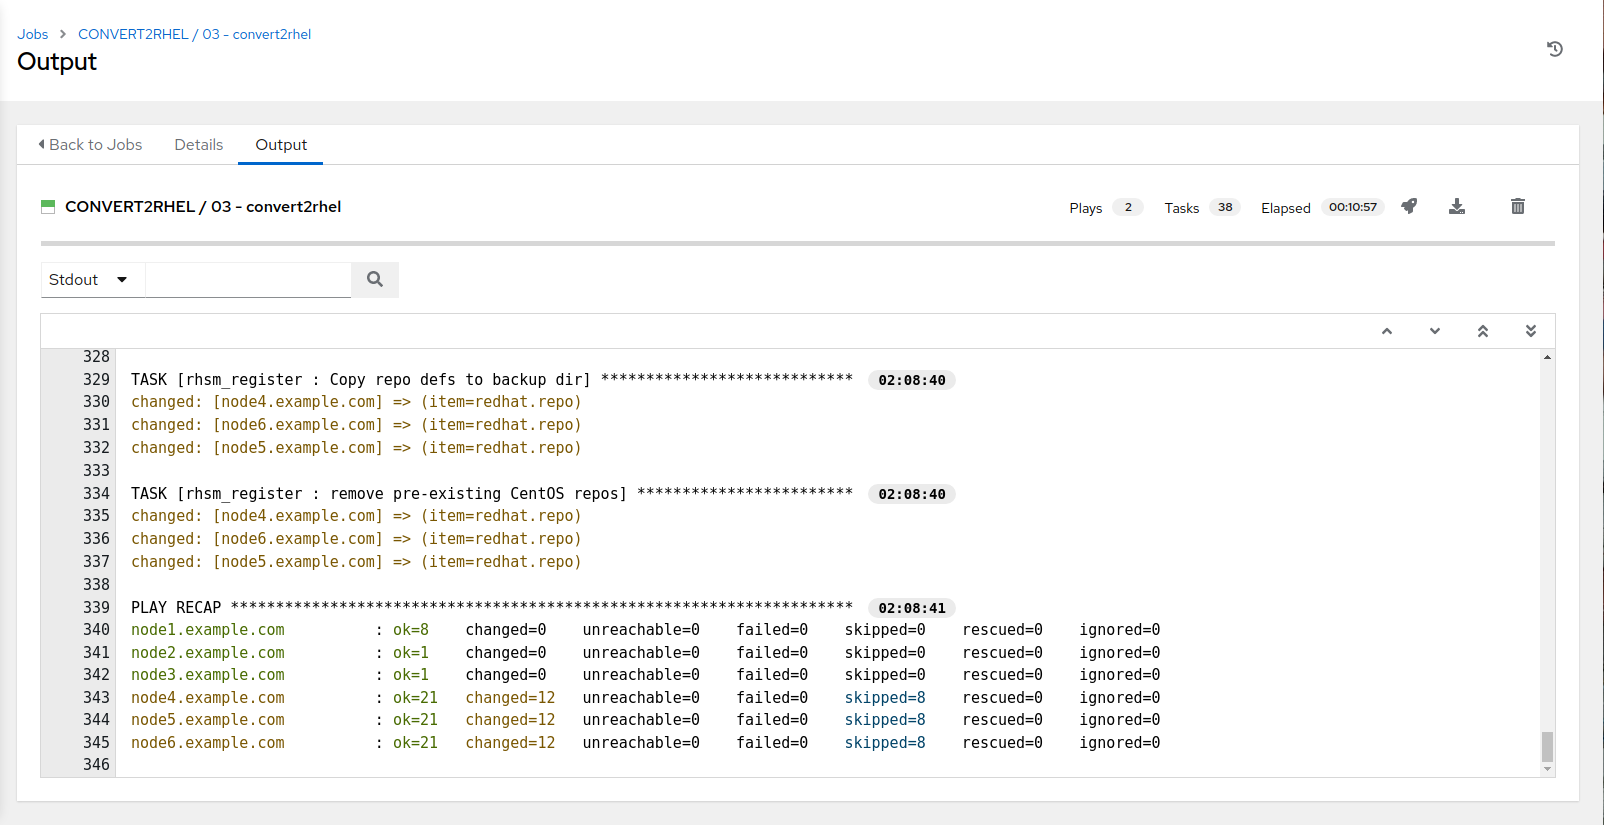 Jobs > CONVERT2RHEL / 03 - convert2rhel
Output
Back to Jobs Details Output
CONVERT2RHEL / 03 - convert2rhel Plays 2 Tasks 38 Elapsed 00:10:57
Stdout
328
329 TASK [rhsm_register : Copy repo defs to backup dir] **************************** 02:08:40
330 changed: [node4.example.com] => (item=redhat.repo)
331 changed: [node6.example.com] => (item=redhat.repo)
332 changed: [node5.example.com] => (item=redhat.repo)
333
334 TASK [rhsm_register : remove pre-existing CentOS repos] ************************ 02:08:40
335 changed: [node4.example.com] => (item=redhat.repo)
336 changed: [node6.example.com] => (item=redhat.repo)
337 changed: [node5.example.com] => (item=redhat.repo)
338
339 PLAY RECAP ********************************************************************* 02:08:41
340 node1.example.com : ok=8 changed=0 unreachable=0 failed=0 skipped=0 rescued=0 ignored=0
341 node2.example.com : ok=1 changed=0 unreachable=0 failed=0 skipped=0 rescued=0 ignored=0
342 node3.example.com : ok=1 changed=0 unreachable=0 failed=0 skipped=0 rescued=0 ignored=0
343 node4.example.com : ok=21 changed=12 unreachable=0 failed=0 skipped=8 rescued=0 ignored=0
344 node5.example.com : ok=21 changed=12 unreachable=0 failed=0 skipped=8 rescued=0 ignored=0
345 node6.example.com : ok=21 changed=12 unreachable=0 failed=0 skipped=8 rescued=0 ignored=0
346